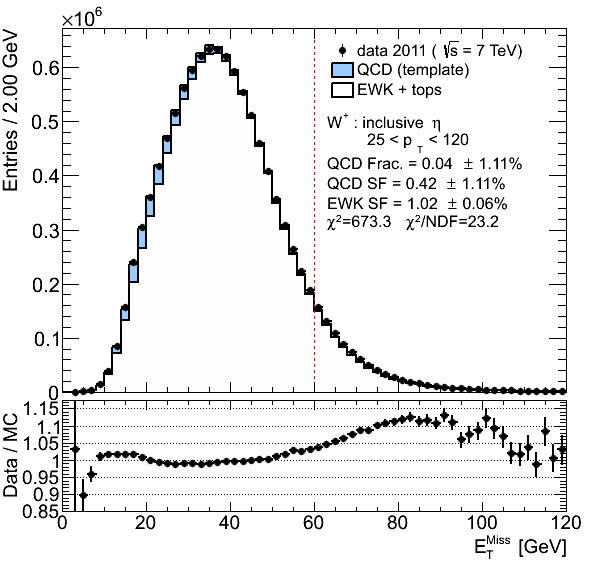 ×10⁶
Entries / 2.00 GeV
0.6
0.5
0.4
0.3
0.2
0.1
0
data 2011 ( √s = 7 TeV)
QCD (template)
EWK + tops
W⁺ : inclusive η
25 < p_T < 120
QCD Frac. = 0.04 ± 1.11%
QCD SF = 0.42 ± 1.11%
EWK SF = 1.02 ± 0.06%
χ²=673.3 χ²/NDF=23.2
Data / MC
1.15
1.1
1.05
1
0.95
0.9
0.85
0 20 40 60 80 100 120
E_T^Miss [GeV]